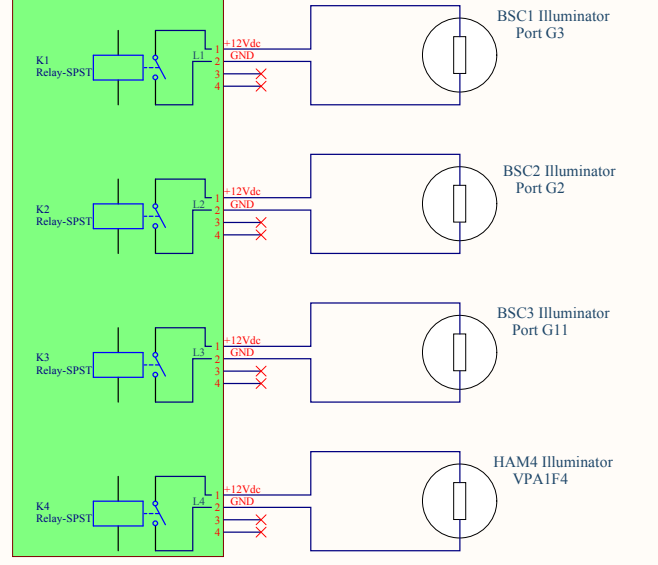 BSC1 Illuminator
Port G3
K1
Relay-SPST
L1
1
2
3
4
+12Vdc
GND
BSC2 Illuminator
Port G2
K2
Relay-SPST
L2
1
2
3
4
+12Vdc
GND
BSC3 Illuminator
Port G11
K3
Relay-SPST
L3
1
2
3
4
+12Vdc
GND
HAM4 Illuminator
VPA1F4
K4
Relay-SPST
L4
1
2
3
4
+12Vdc
GND